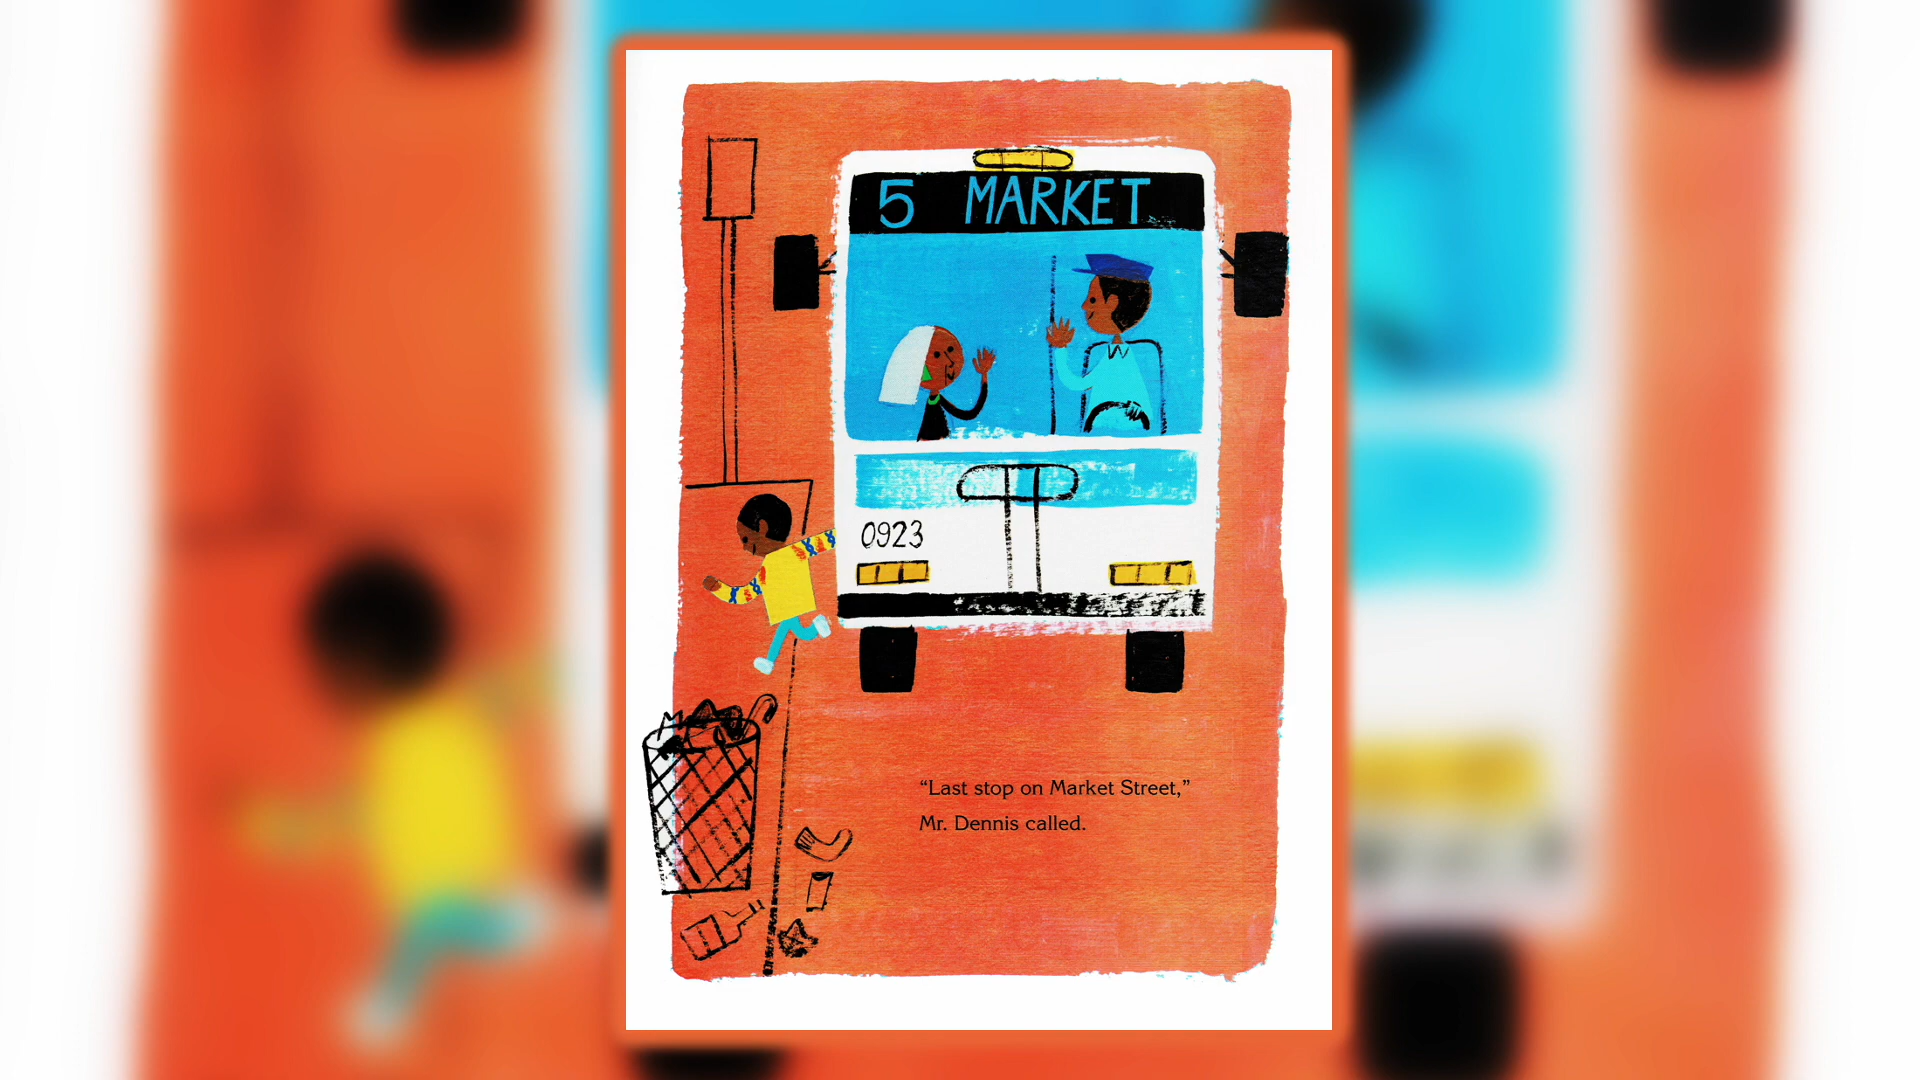 5 MARKET
0923
“Last stop on Market Street,”
Mr. Dennis called.